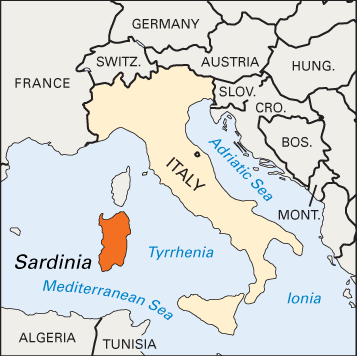 GERMANY
FRANCE
SWITZ.
AUSTRIA
HUNG.
SLOV.
CRO.
BOS.
Adriatic Sea
ITALY
MONT.
Sardinia
Tyrrhenia
Mediterranean Sea
Ionia
ALGERIA
TUNISIA